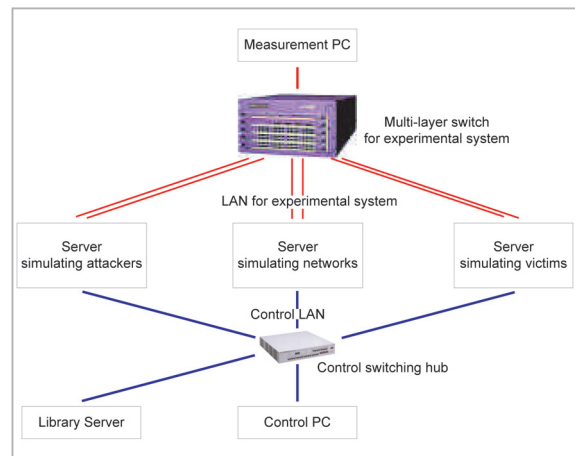 Measurement PC
Multi-layer switch
for experimental system
LAN for experimental system
Server
simulating attackers
Server
simulating networks
Server
simulating victims
Control LAN
Control switching hub
Library Server
Control PC